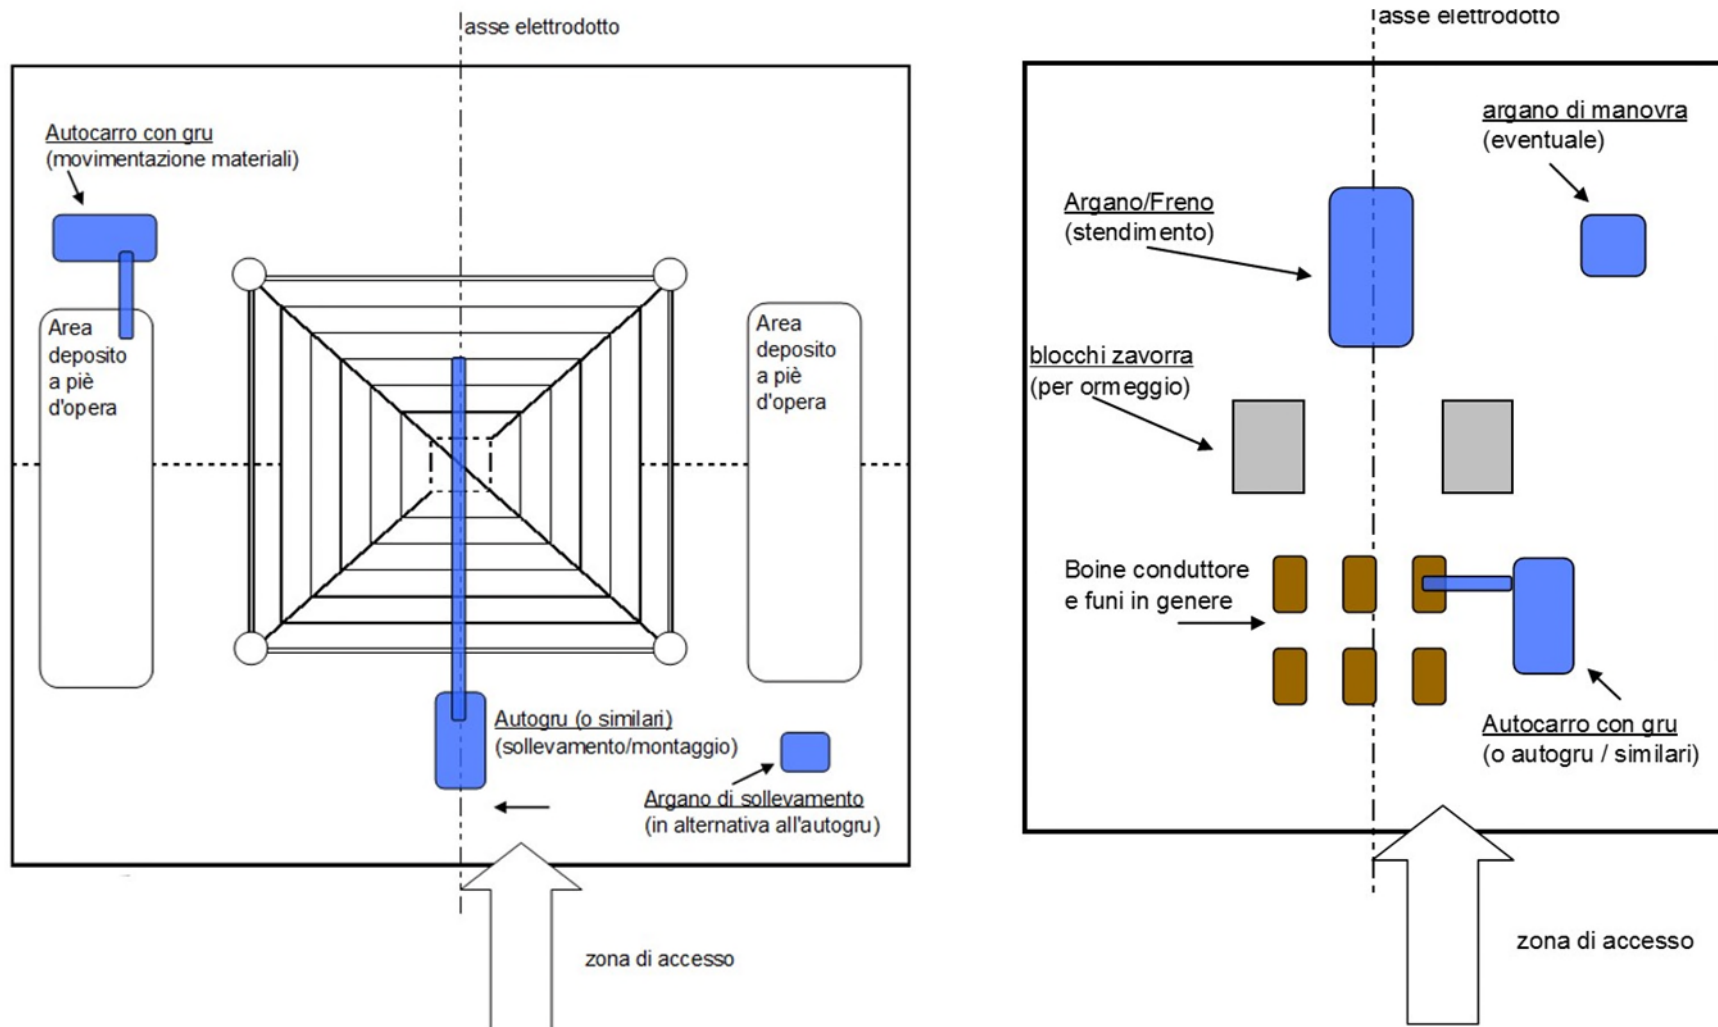 asse elettrodotto
Autocarro con gru
(movimentazione materiali)
Area
deposito
a piè
d'opera
Area
deposito
a piè
d'opera
Autogru (o similari)
(sollevamento/montaggio)
Argano di sollevamento
(in alternativa all'autogru)
zona di accesso
asse elettrodotto
argano di manovra
(eventuale)
Argano/Freno
(stendimento)
blocchi zavorra
(per ormeggio)
Boine conduttore
e funi in genere
Autocarro con gru
(o autogru / similari)
zona di accesso